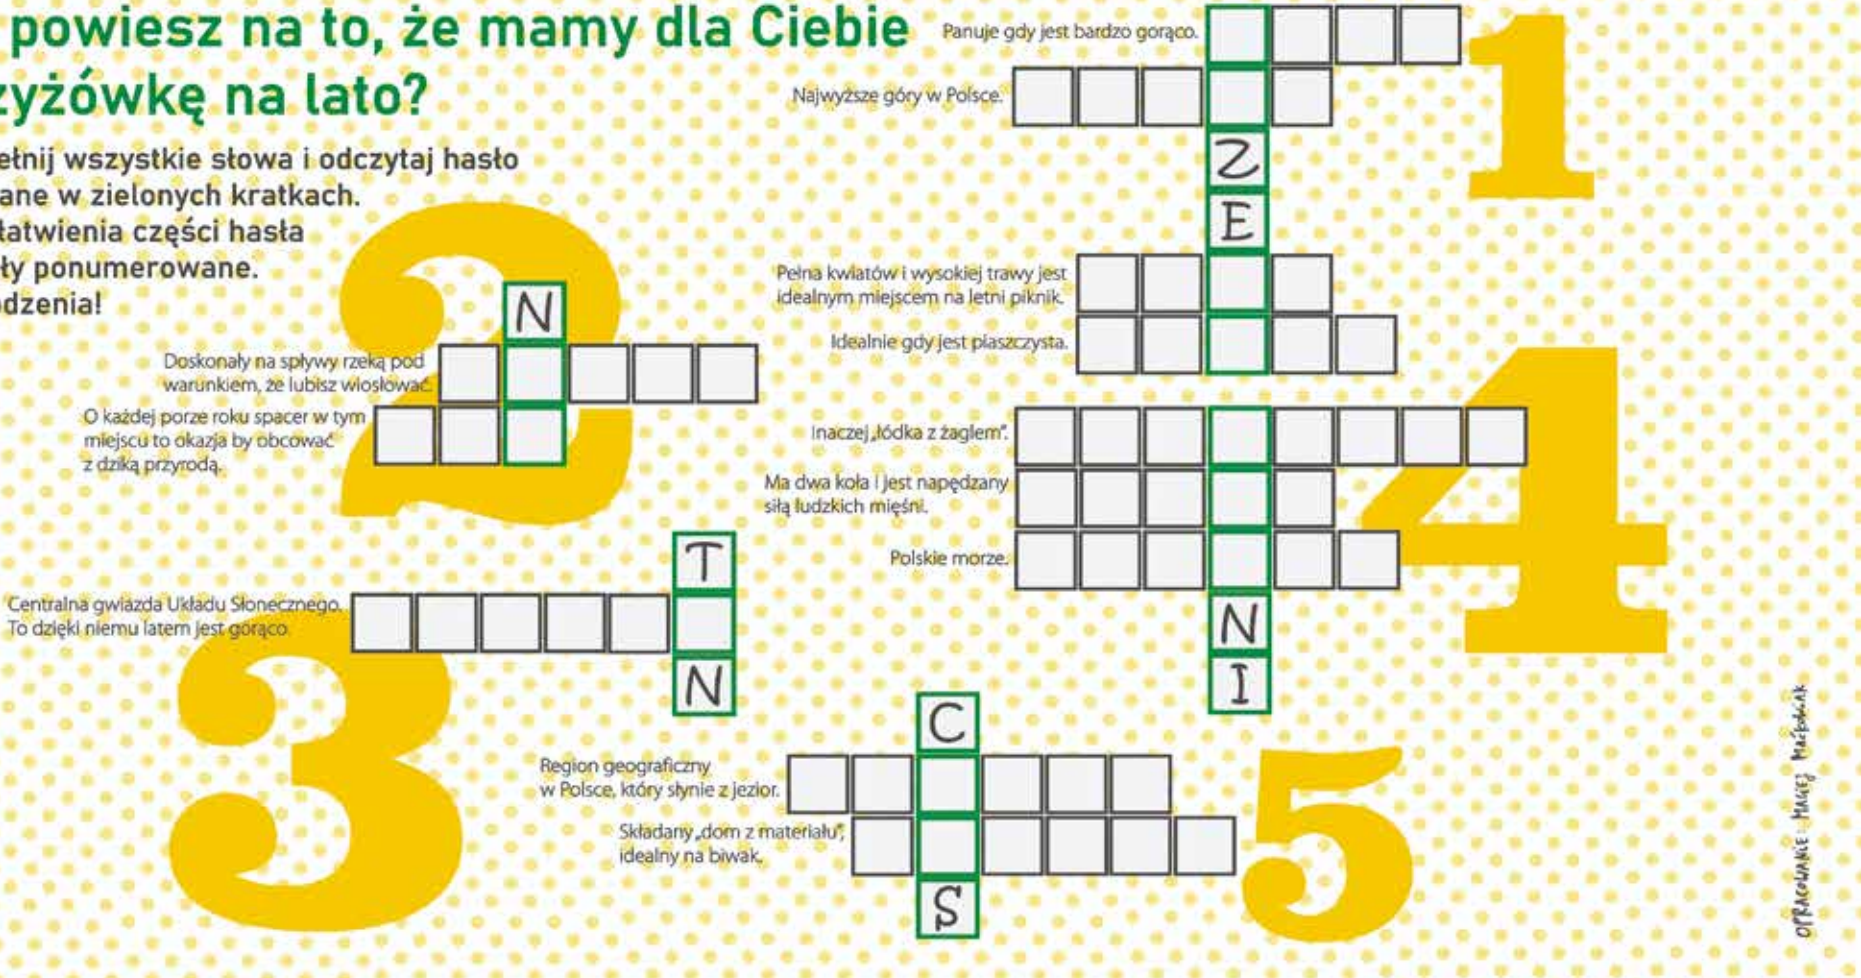 powiesz na to, że mamy dla Ciebie
zyżówkę na lato?
ełnij wszystkie słowa i odczytaj hasło
ane w zielonych kratkach.
łatwienia części hasła
ły ponumerowane.
dzenia!
1
Panuje gdy jest bardzo gorąco.
Najwyższe góry w Polsce.
Z
E
Pełna kwiatów i wysokiej trawy jest
idealnym miejscem na letni piknik.
Idealnie gdy jest piaszczysta.
2
N
Doskonały na spływy rzeką pod
warunkiem, że lubisz wiosłować.
O każdej porze roku spacer w tym
miejscu to okazja by obcować
z dziką przyrodą.
3
T
Centralna gwiazda Układu Słonecznego.
To dzięki niemu latem jest gorąco.
N
4
Inaczej „łódka z żaglem”.
Ma dwa koła i jest napędzany
siłą ludzkich mięśni.
Polskie morze.
N
I
5
C
Region geograficzny
w Polsce, który słynie z jezior.
Składany „dom z materiału”,
idealny na biwak.
S
OPRACOWANIE: MACIEJ